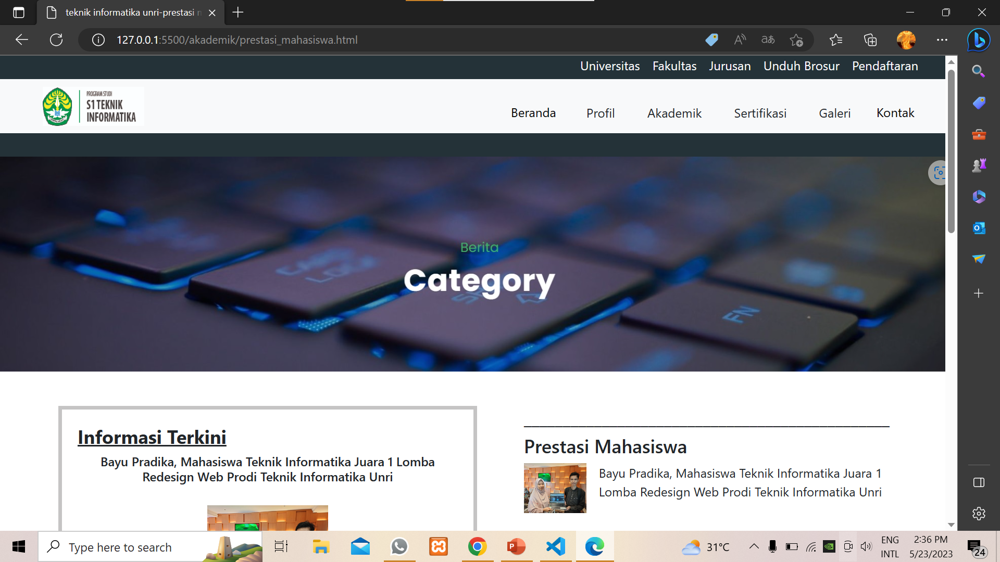 teknik informatika unri-prestasi m
127.0.0.1:5500/akademik/prestasi_mahasiswa.html
Universitas Fakultas Jurusan Unduh Brosur Pendaftaran
PROGRAM STUDI
S1 TEKNIK
INFORMATIKA
Beranda Profil Akademik Sertifikasi Galeri Kontak
Berita
Category
CAPS
LOCK
FN
Informasi Terkini
Bayu Pradika, Mahasiswa Teknik Informatika Juara 1 Lomba
Redesign Web Prodi Teknik Informatika Unri
Prestasi Mahasiswa
Bayu Pradika, Mahasiswa Teknik Informatika Juara 1
Lomba Redesign Web Prodi Teknik Informatika Unri
Type here to search
31°C
ENG
INTL
2:36 PM
5/23/2023
24